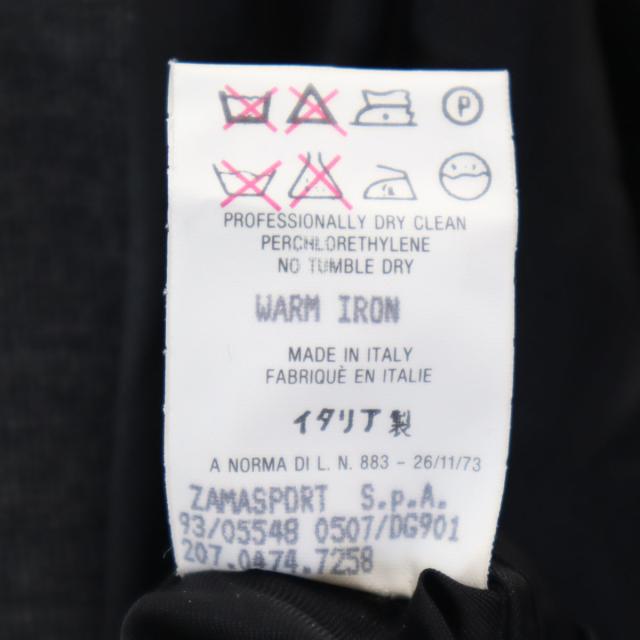 P
PROFESSIONALLY DRY CLEAN
PERCHLORETHYLENE
NO TUMBLE DRY
WARM IRON
MADE IN ITALY
FABRIQUÈ EN ITALIE
イタリア製
A NORMA DI L. N. 883 - 26/11/73
ZAMASPORT S.p.A.
93/05548 0507/DG901
207.0A74.7258